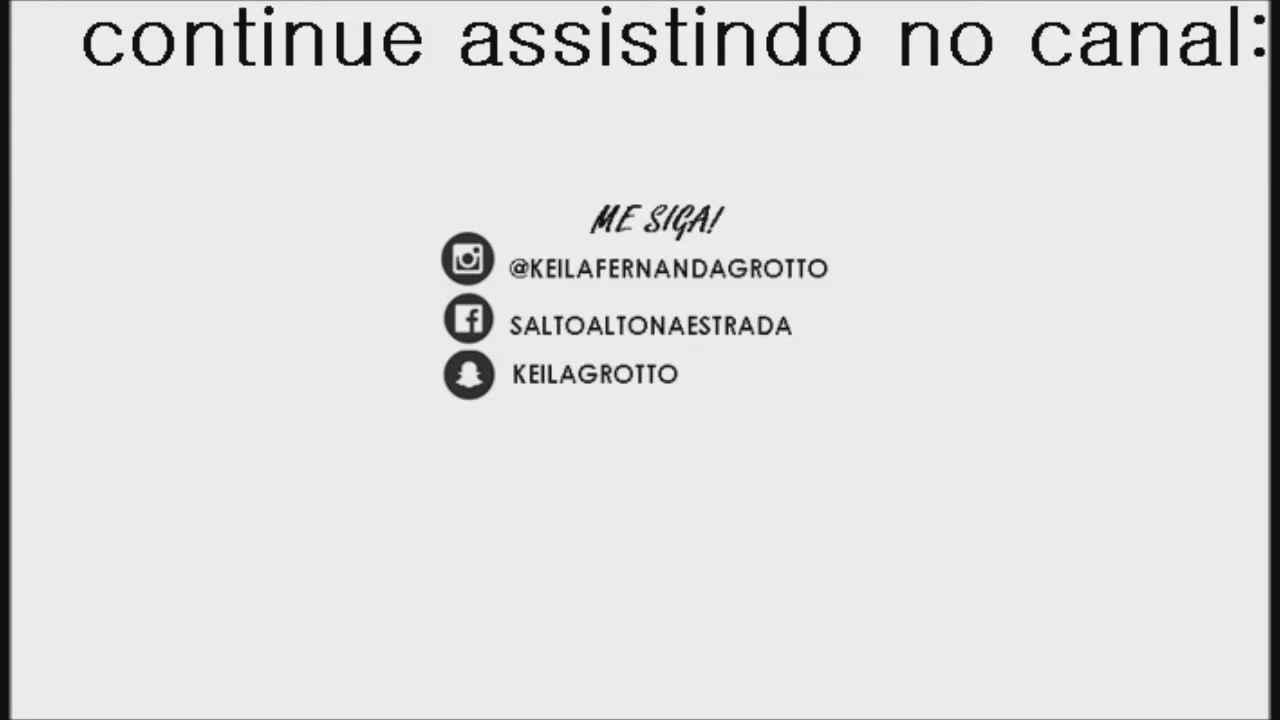 continue assistindo no canal:
ME SIGA!
@KEILAFERNANDAGROTTO
SALTOALTONAESTRADA
KEILAGROTTO